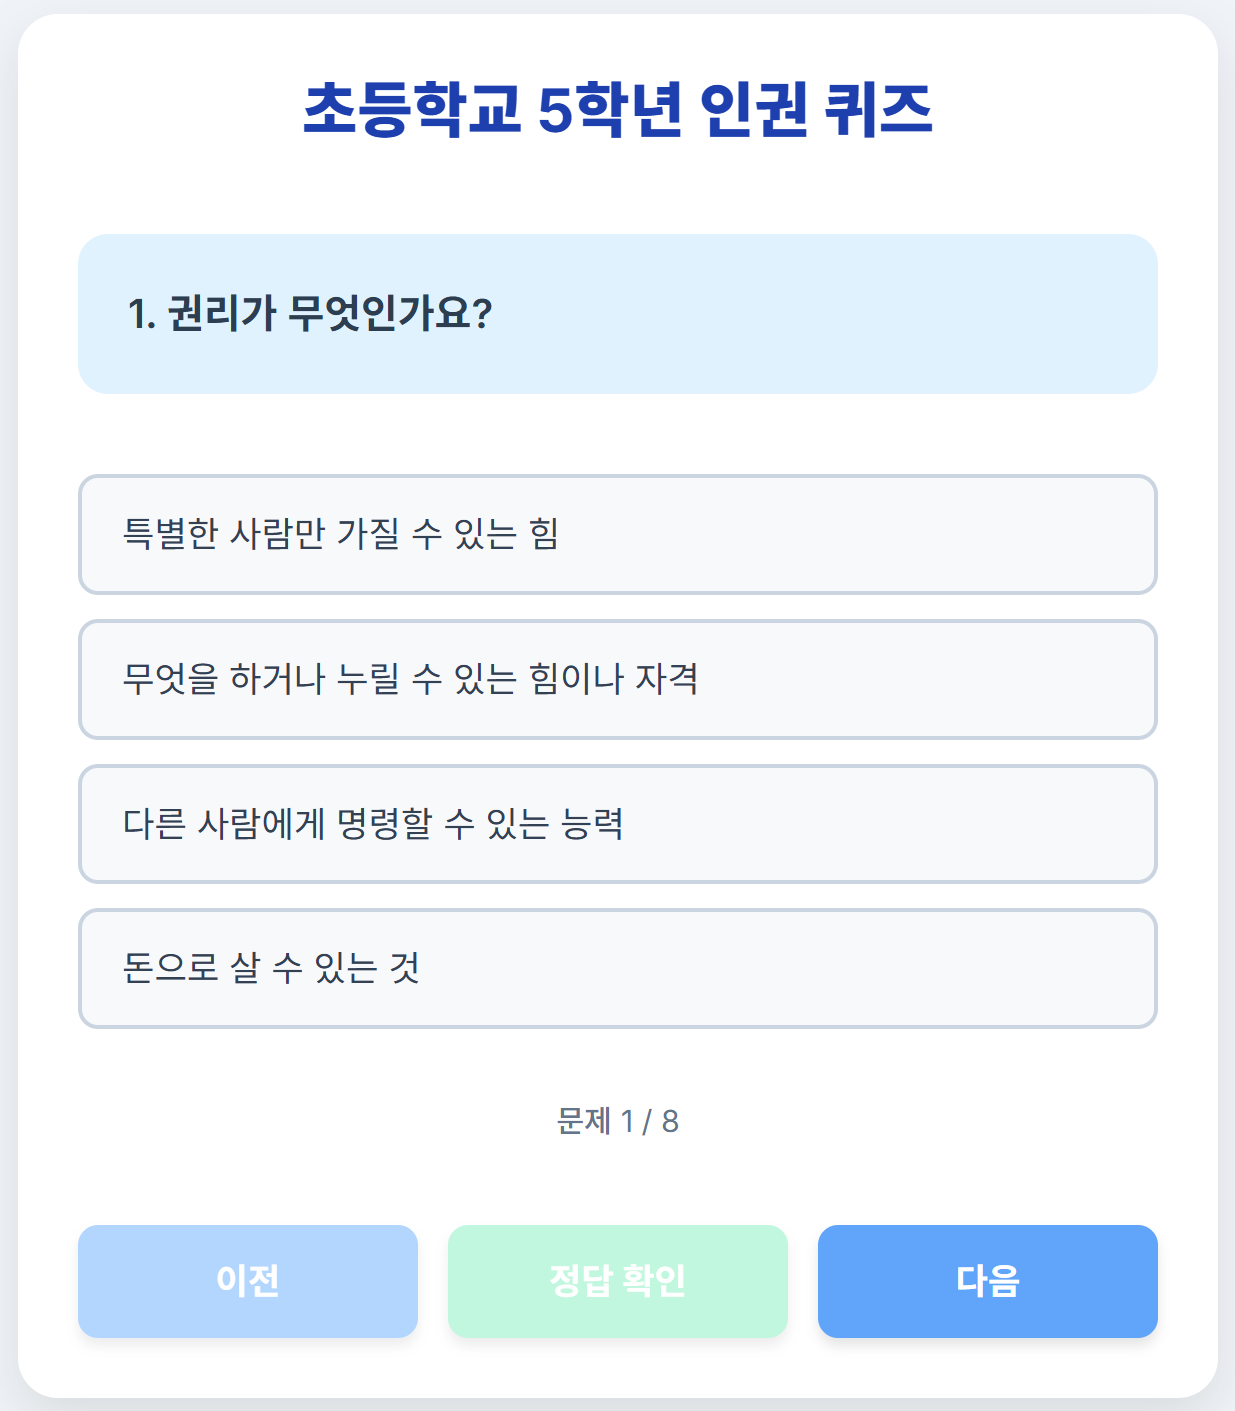 초등학교 5학년 인권 퀴즈
1. 권리가 무엇인가요?
특별한 사람만 가질 수 있는 힘
무엇을 하거나 누릴 수 있는 힘이나 자격
다른 사람에게 명령할 수 있는 능력
돈으로 살 수 있는 것
문제 1 / 8
이전
정답 확인
다음